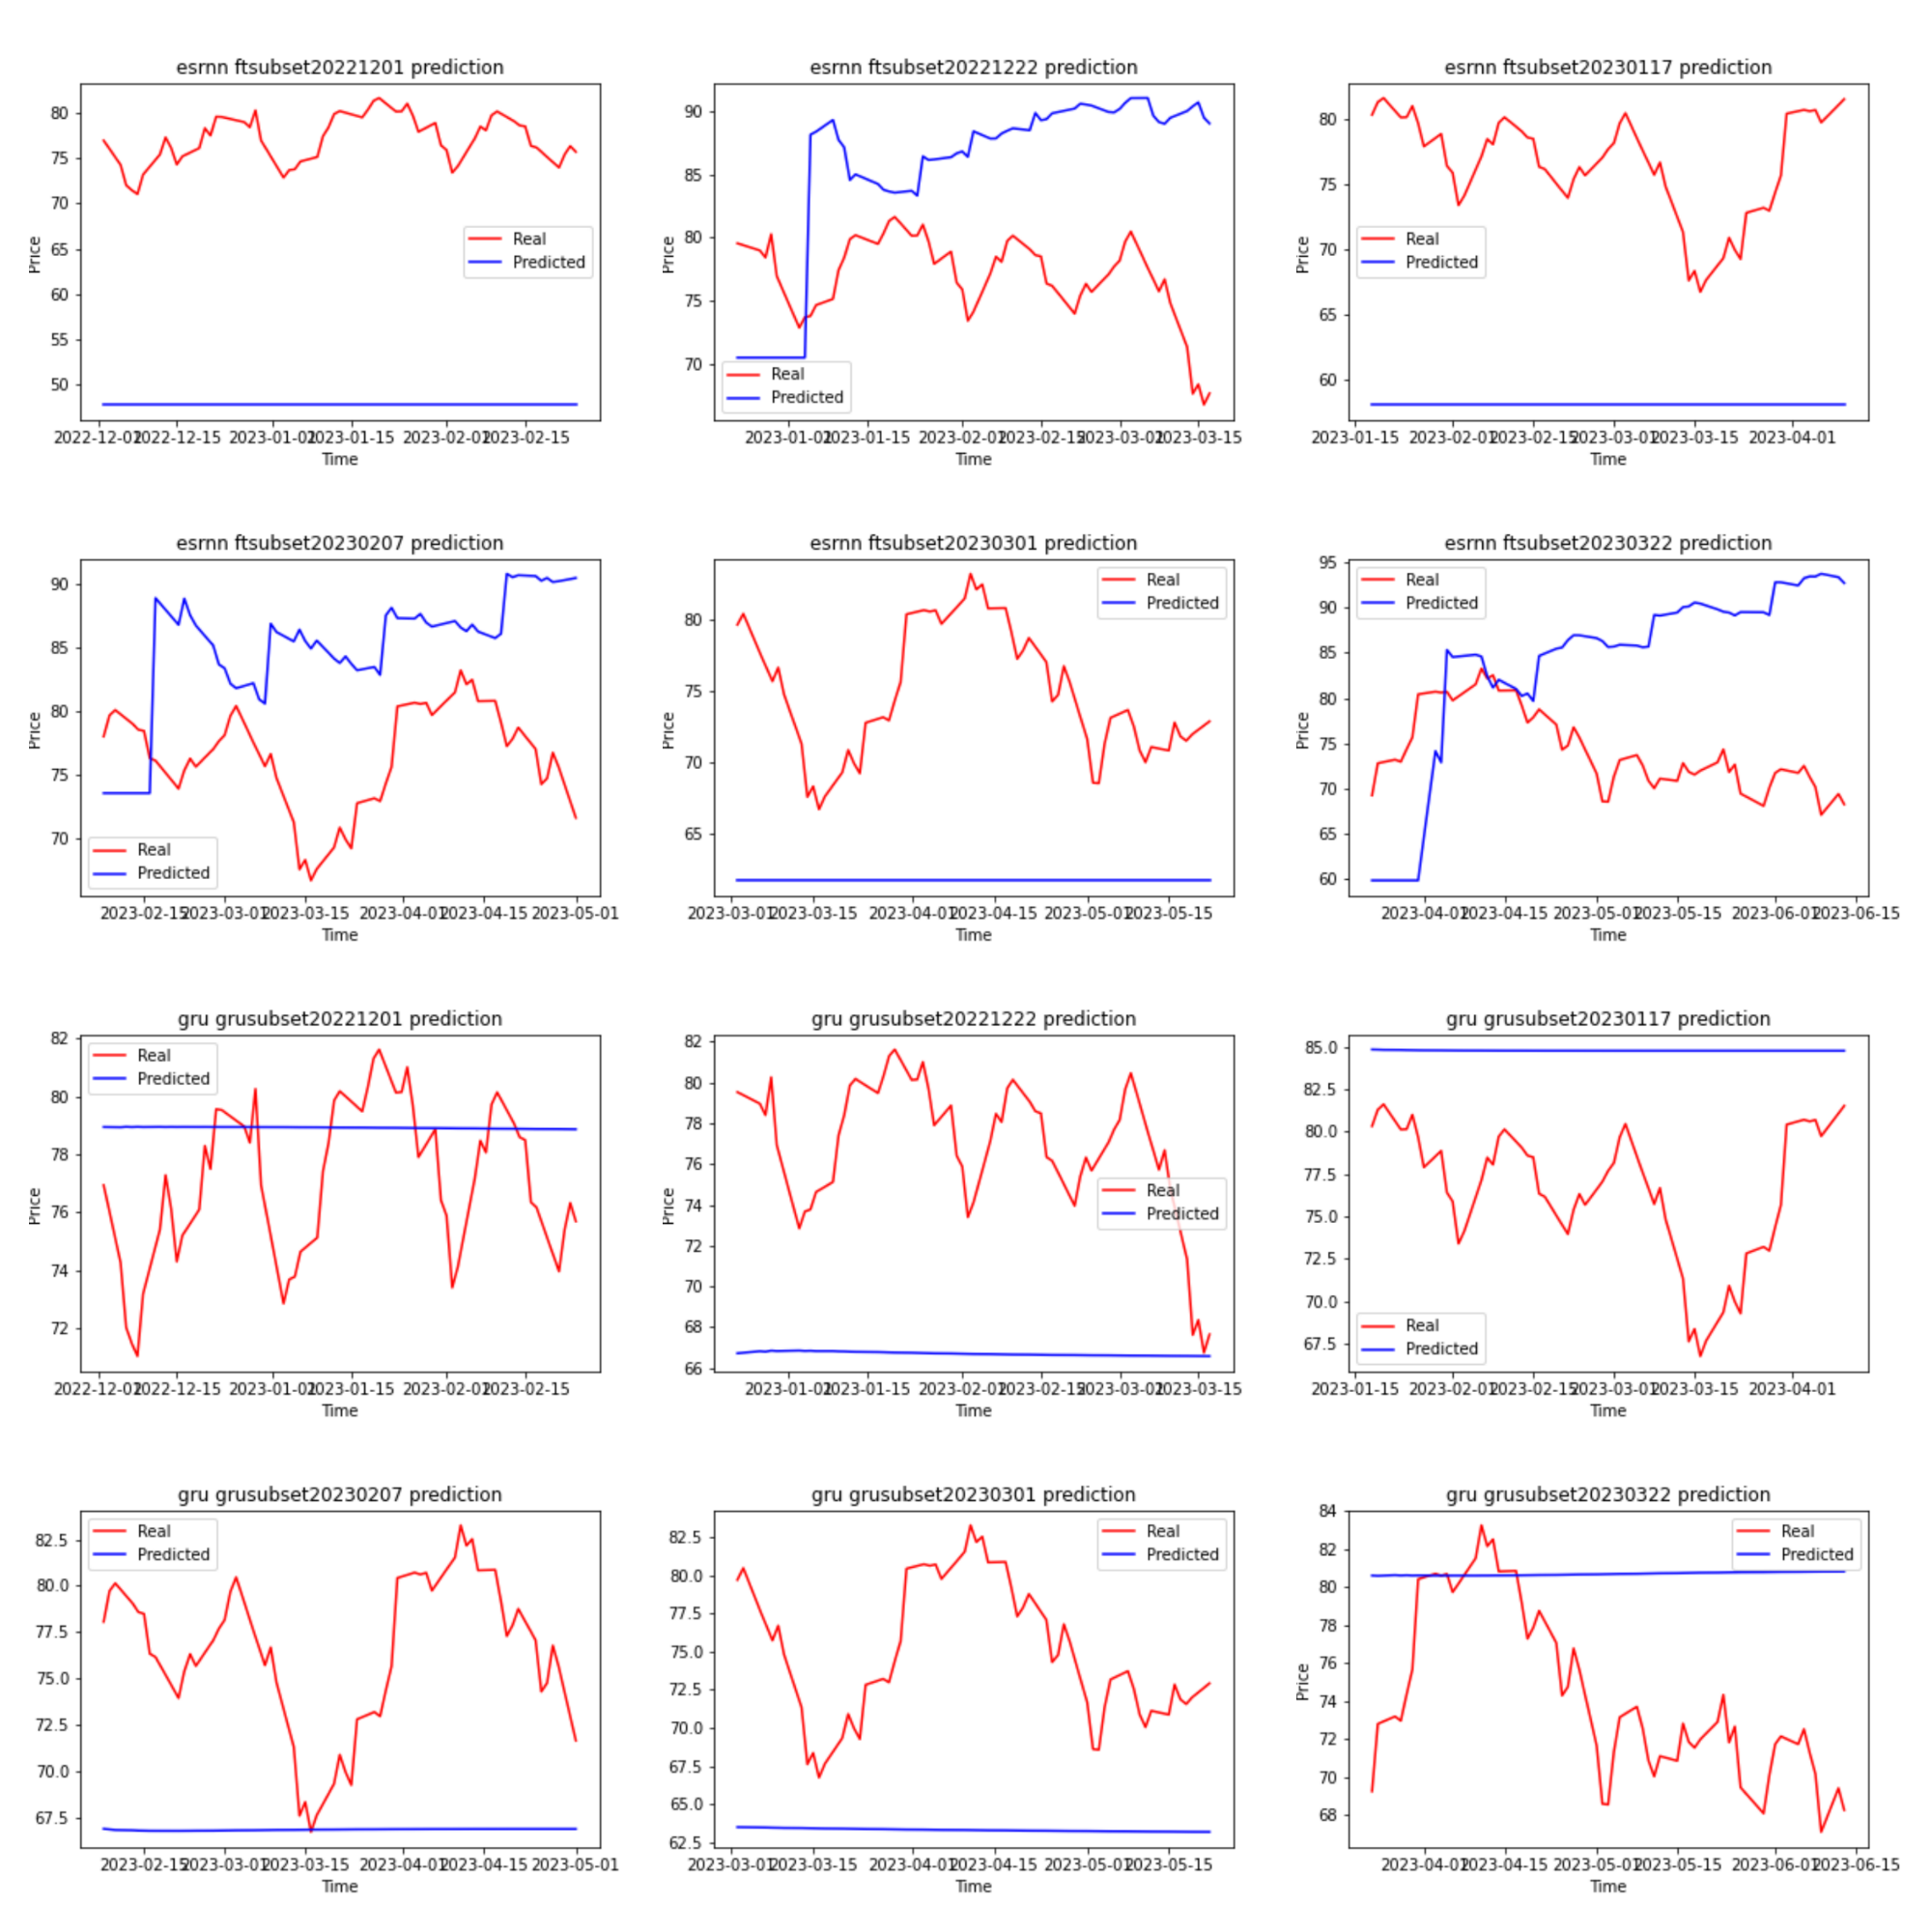 esrnn ftsubset20221201 prediction
80
75
70
65
60
55
50
Price
Real
Predicted
2022-12-01 2022-12-15 2023-01-01 2023-01-15 2023-02-01 2023-02-15
Time
esrnn ftsubset20221222 prediction
90
85
80
75
70
Price
Real
Predicted
2023-01-01 2023-01-15 2023-02-01 2023-02-15 2023-03-01 2023-03-15
Time
esrnn ftsubset20230117 prediction
80
75
70
65
60
Price
Real
Predicted
2023-01-15 2023-02-01 2023-02-15 2023-03-01 2023-03-15 2023-04-01
Time
esrnn ftsubset20230207 prediction
90
85
80
75
70
Price
Real
Predicted
2023-02-15 2023-03-01 2023-03-15 2023-04-01 2023-04-15 2023-05-01
Time
esrnn ftsubset20230301 prediction
80
75
70
65
Price
Real
Predicted
2023-03-01 2023-03-15 2023-04-01 2023-04-15 2023-05-01 2023-05-15
Time
esrnn ftsubset20230322 prediction
95
90
85
80
75
70
65
60
Price
Real
Predicted
2023-04-01 2023-04-15 2023-05-01 2023-05-15 2023-06-01 2023-06-15
Time
gru grusubset20221201 prediction
82
80
78
76
74
72
Price
Real
Predicted
2022-12-01 2022-12-15 2023-01-01 2023-01-15 2023-02-01 2023-02-15
Time
gru grusubset20221222 prediction
82
80
78
76
74
72
70
68
66
Price
Real
Predicted
2023-01-01 2023-01-15 2023-02-01 2023-02-15 2023-03-01 2023-03-15
Time
gru grusubset20230117 prediction
85.0
82.5
80.0
77.5
75.0
72.5
70.0
67.5
Price
Real
Predicted
2023-01-15 2023-02-01 2023-02-15 2023-03-01 2023-03-15 2023-04-01
Time
gru grusubset20230207 prediction
82.5
80.0
77.5
75.0
72.5
70.0
67.5
Price
Real
Predicted
2023-02-15 2023-03-01 2023-03-15 2023-04-01 2023-04-15 2023-05-01
Time
gru grusubset20230301 prediction
82.5
80.0
77.5
75.0
72.5
70.0
67.5
65.0
62.5
Price
Real
Predicted
2023-03-01 2023-03-15 2023-04-01 2023-04-15 2023-05-01 2023-05-15
Time
gru grusubset20230322 prediction
84
82
80
78
76
74
72
70
68
Price
Real
Predicted
2023-04-01 2023-04-15 2023-05-01 2023-05-15 2023-06-01 2023-06-15
Time